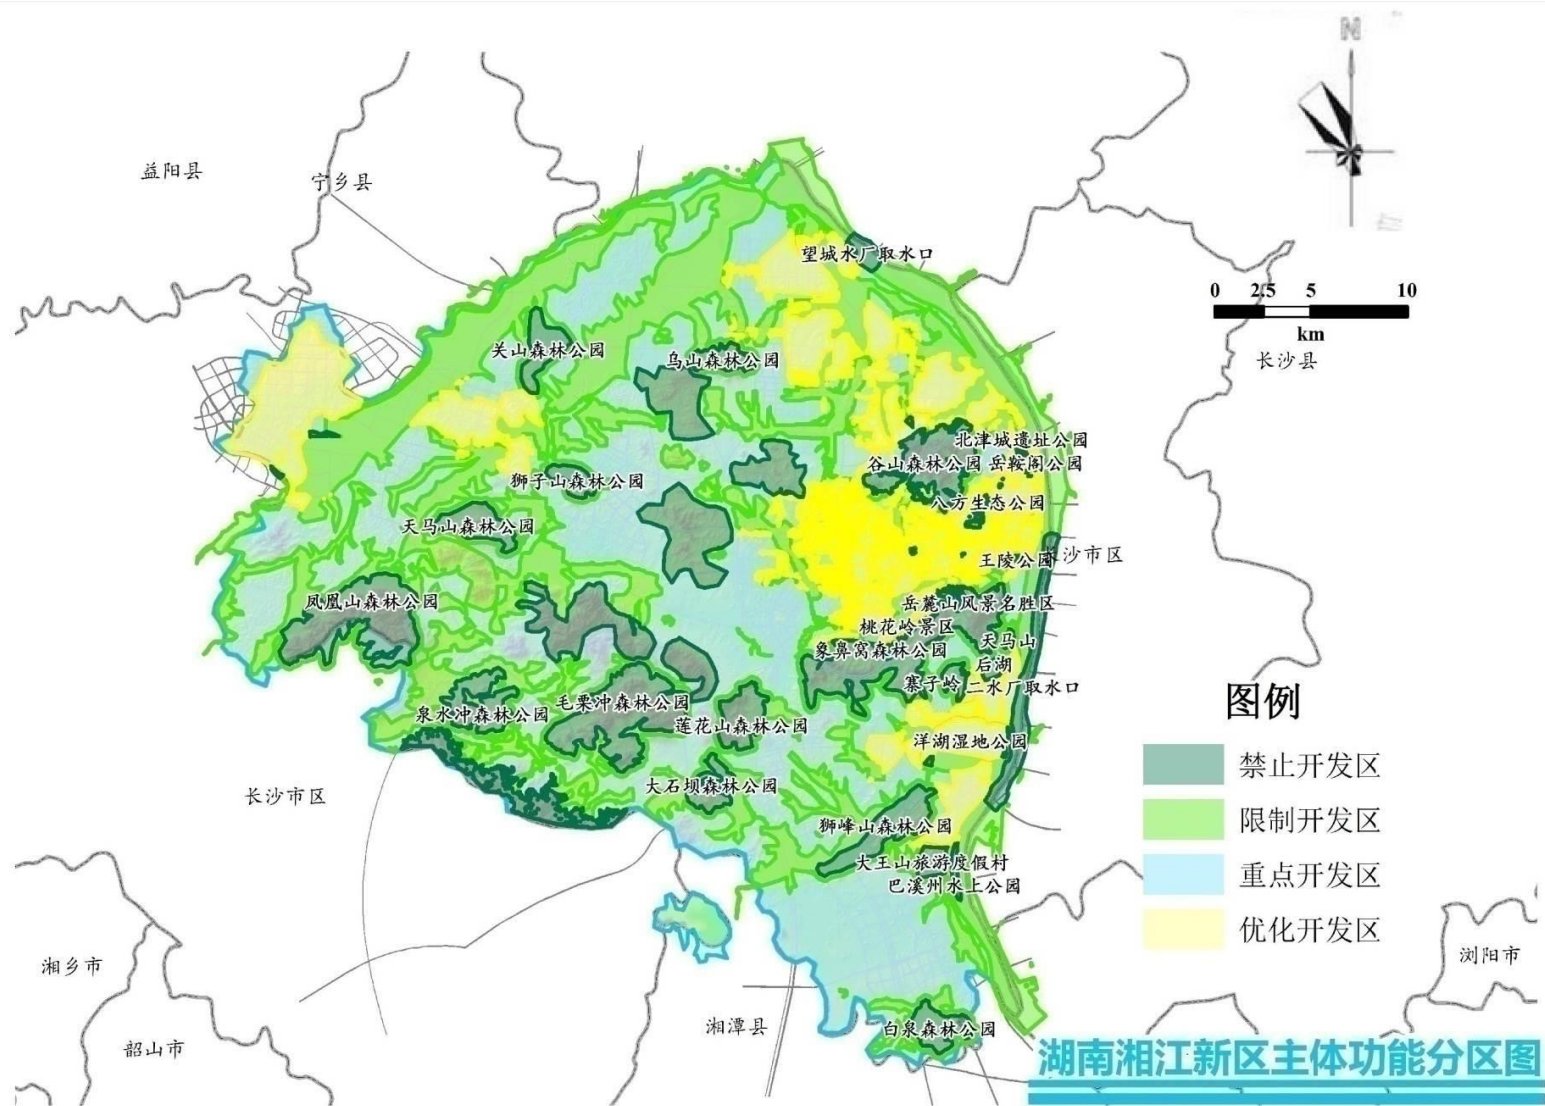 N
益阳县
宁乡县
望城水厂取水口
0 2.5 5 10
km
长沙县
关山森林公园
乌山森林公园
北津城遗址公园
谷山森林公园 岳鞍阁公园
狮子山森林公园
八方生态公园
天马山森林公园
王陵公园
长沙市区
凤凰山森林公园
岳麓山风景名胜区
桃花岭景区
天马山
象鼻窝森林公园
后湖
寨子岭
二水厂取水口
毛栗冲森林公园
泉水冲森林公园
莲花山森林公园
洋湖湿地公园
大石坝森林公园
长沙市区
狮峰山森林公园
大王山旅游度假村
巴溪州水上公园
图例
禁止开发区
限制开发区
重点开发区
优化开发区
湘乡市
浏阳市
湘潭县
白泉森林公园
韶山市
湖南湘江新区主体功能分区图